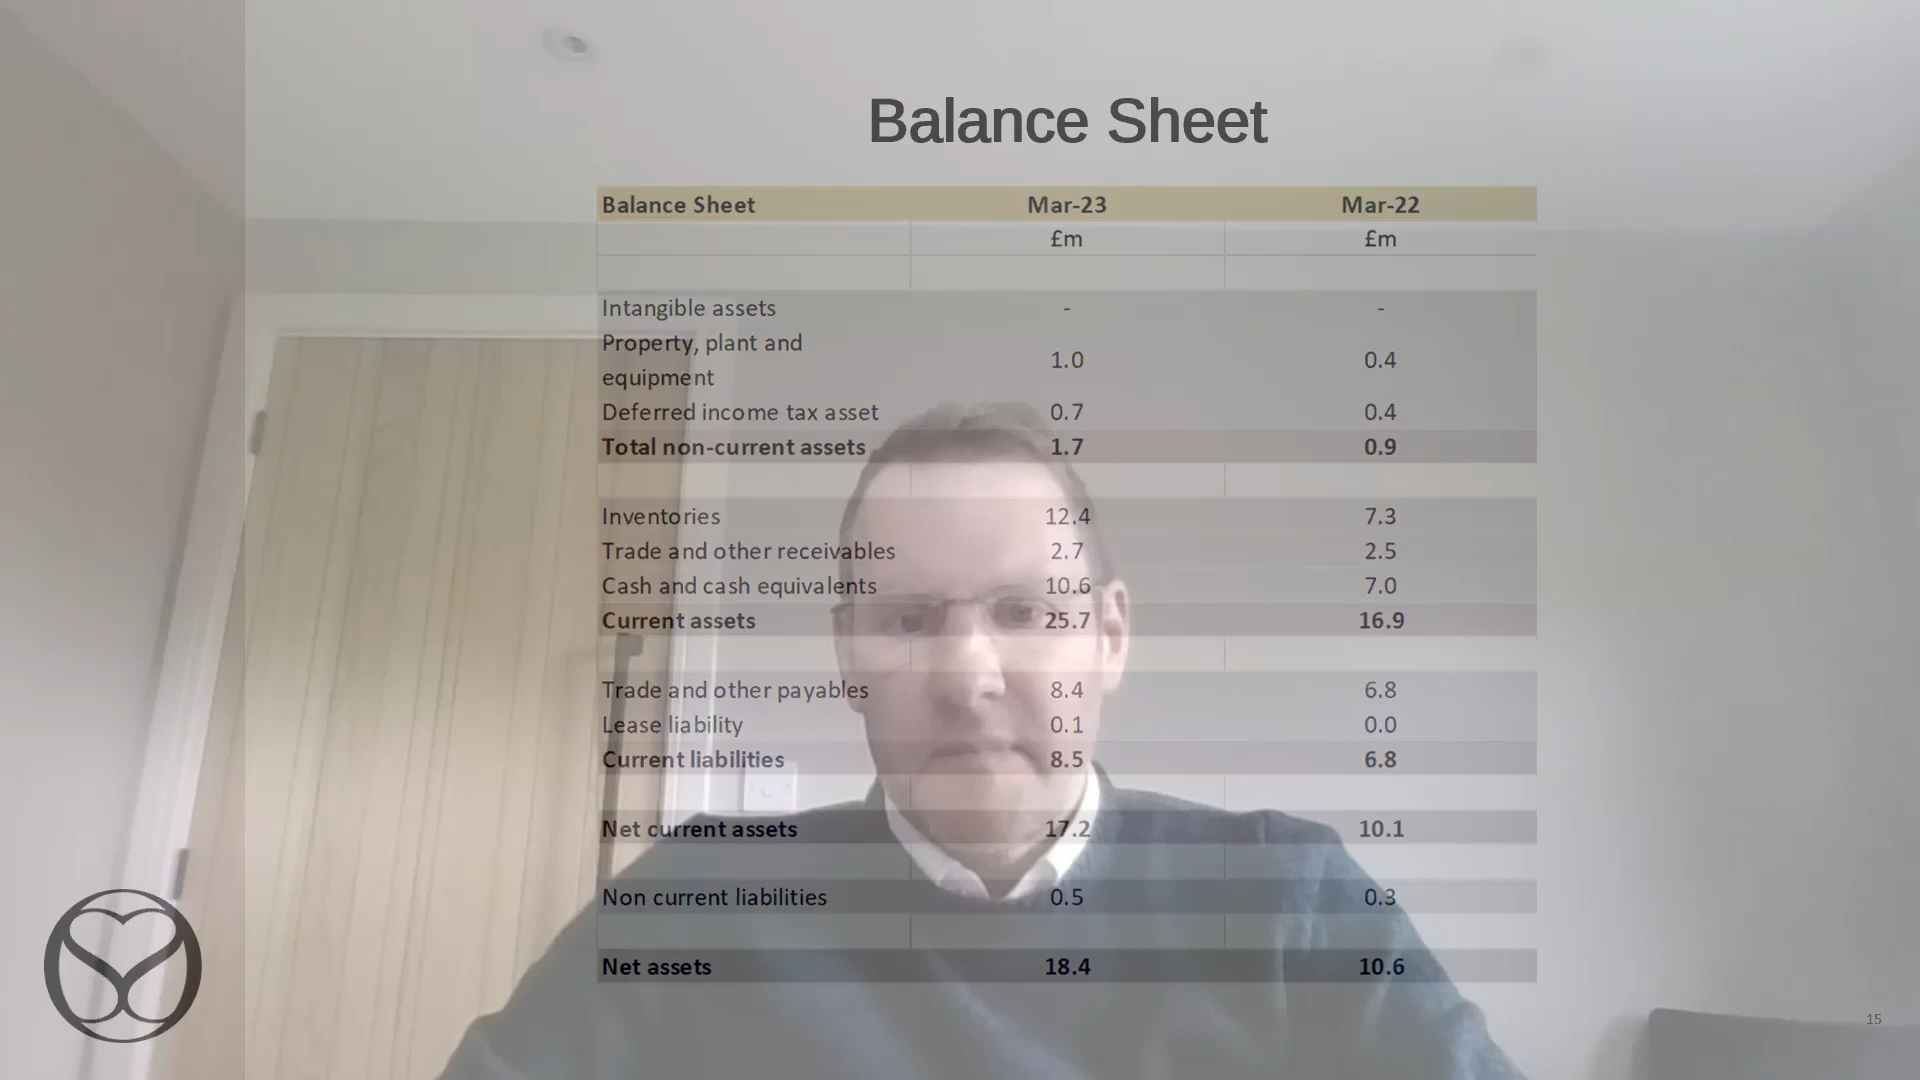 Balance Sheet
Balance Sheet Mar-23 Mar-22
£m £m
Intangible assets - -
Property, plant and
equipment 1.0 0.4
Deferred income tax asset 0.7 0.4
Total non-current assets 1.7 0.9
Inventories 12.4 7.3
Trade and other receivables 2.7 2.5
Cash and cash equivalents 10.6 7.0
Current assets 25.7 16.9
Trade and other payables 8.4 6.8
Lease liability 0.1 0.0
Current liabilities 8.5 6.8
Net current assets 17.2 10.1
Non current liabilities 0.5 0.3
Net assets 18.4 10.6
15